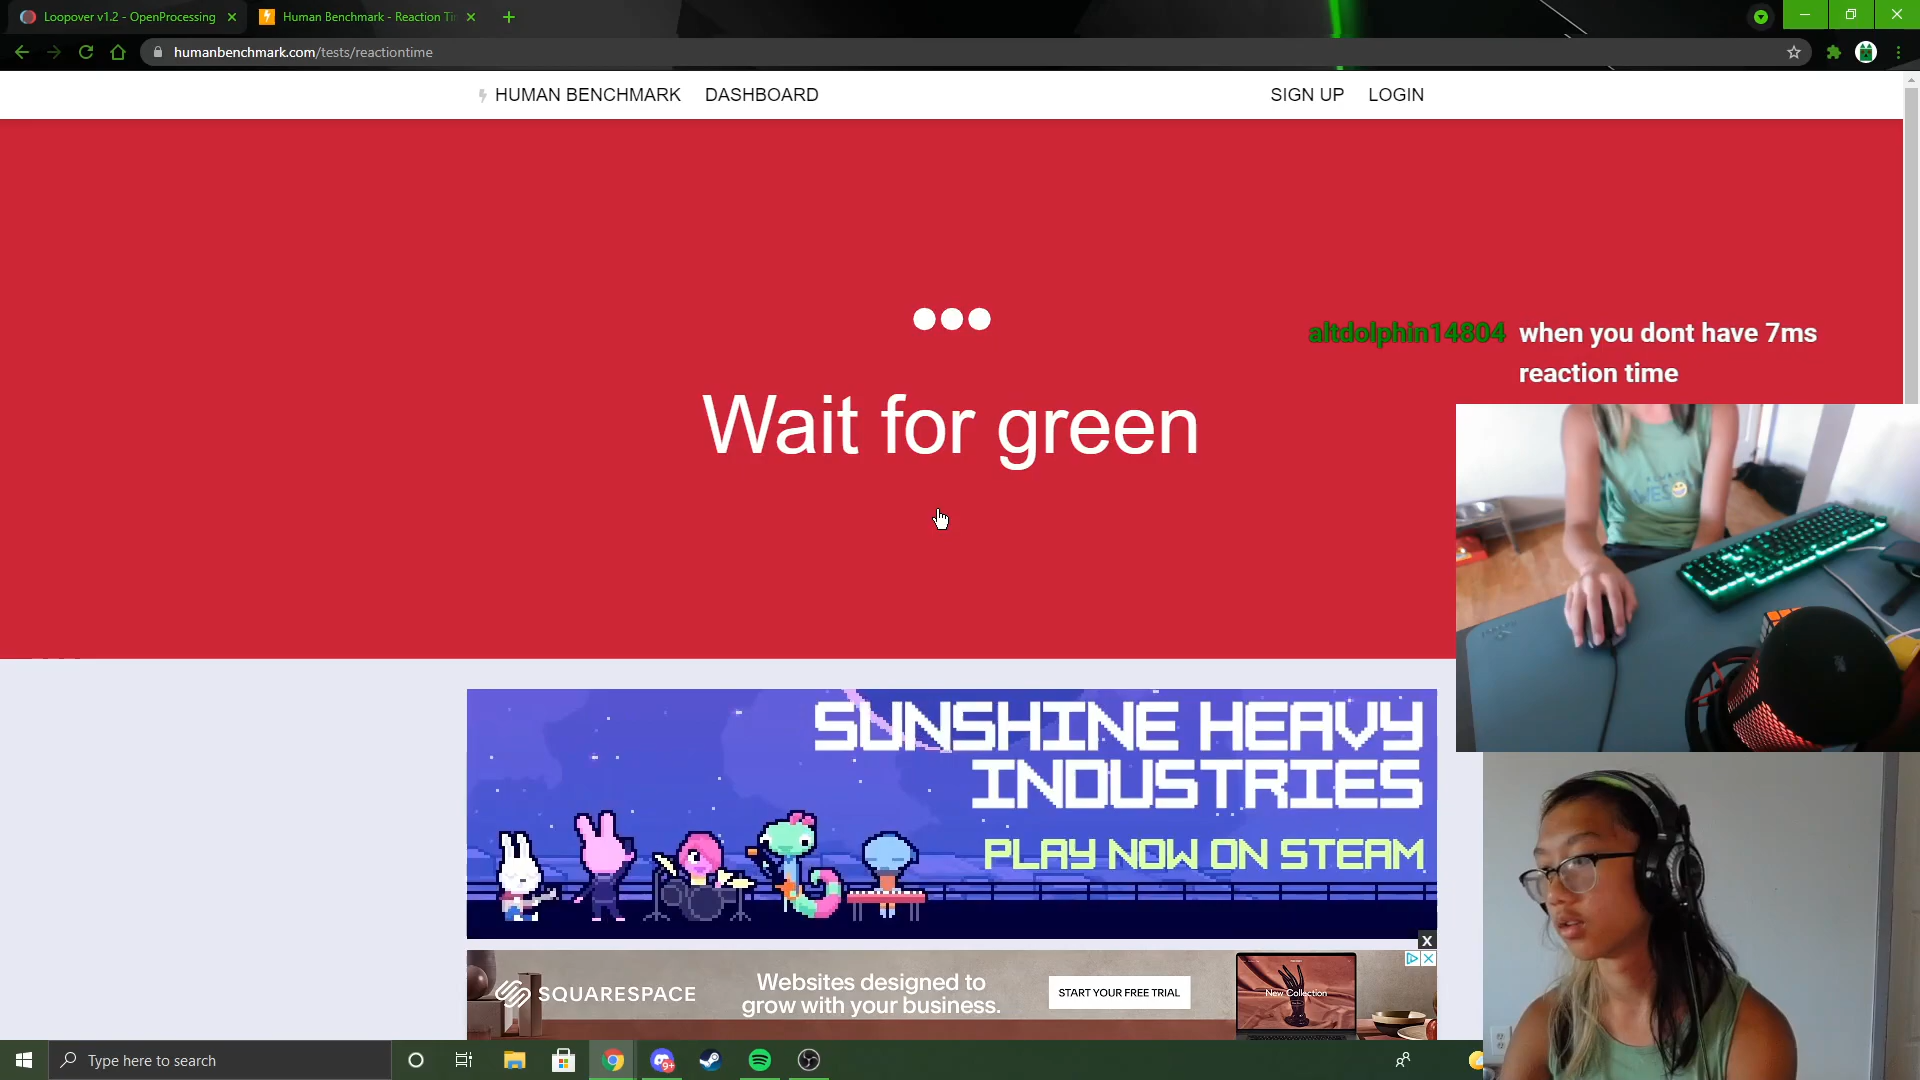 Loopover v1.2 - OpenProcessing
Human Benchmark - Reaction Ti
humanbenchmark.com/tests/reactiontime
HUMAN BENCHMARK
DASHBOARD
SIGN UP
LOGIN
Wait for green
altdolphin14804 when you dont have 7ms
reaction time
SUNSHINE HEAVY
INDUSTRIES
PLAY NOW ON STEAM
X
SQUARESPACE
Websites designed to
grow with your business.
START YOUR FREE TRIAL
New Collection
Type here to search
9+